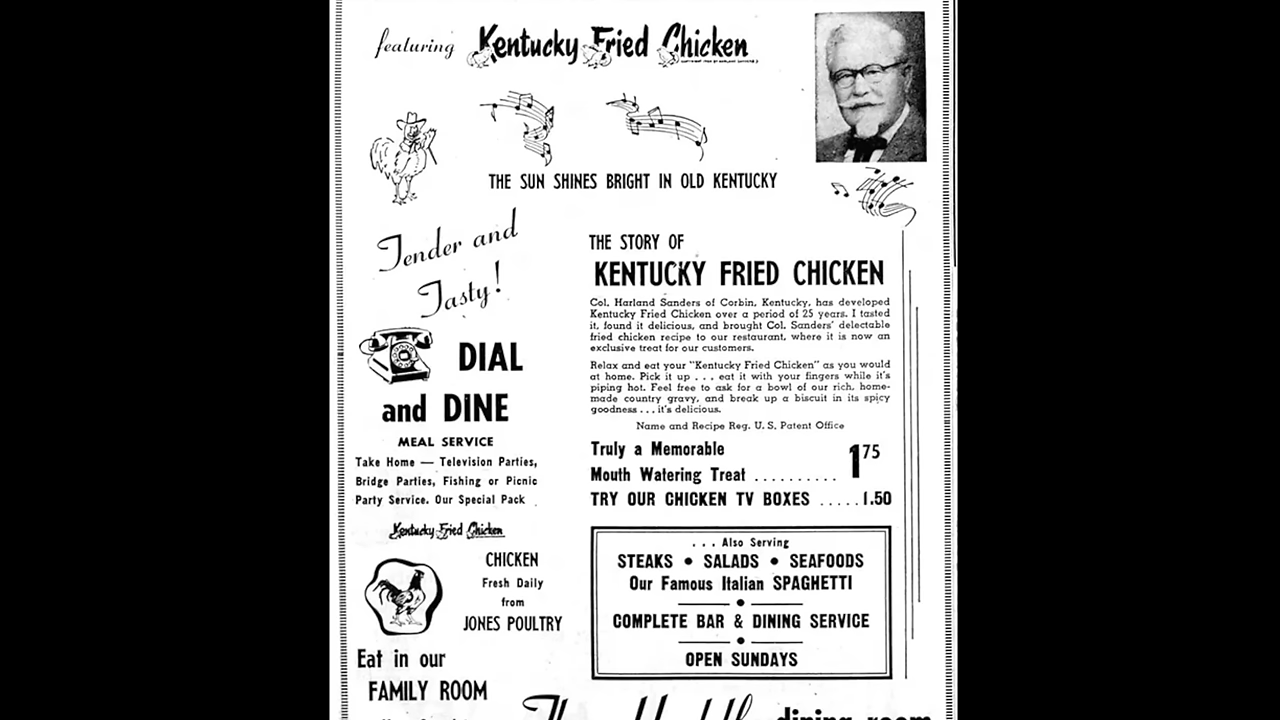 featuring Kentucky Fried Chicken
THE SUN SHINES BRIGHT IN OLD KENTUCKY
Tender and
Tasty!
DIAL
and DINE
MEAL SERVICE
Take Home — Television Parties,
Bridge Parties, Fishing or Picnic
Party Service. Our Special Pack
Kentucky Fried Chicken
CHICKEN
Fresh Daily
from
JONES POULTRY
Eat in our
FAMILY ROOM
THE STORY OF
KENTUCKY FRIED CHICKEN
Col. Harland Sanders of Corbin, Kentucky, has developed
Kentucky Fried Chicken over a period of 25 years. I tasted
it, found it delicious, and brought Col. Sanders' delectable
fried chicken recipe to our restaurant, where it is now an
exclusive treat for our customers.
Relax and eat your "Kentucky Fried Chicken" as you would
at home. Pick it up . . . eat it with your fingers while it's
piping hot. Feel free to ask for a bowl of our rich, home-
made country gravy, and break up a biscuit in its spicy
goodness . . . it's delicious.
Name and Recipe Reg. U. S. Patent Office
Truly a Memorable
Mouth Watering Treat . . . . . . . . . . 1 75
TRY OUR CHICKEN TV BOXES . . . . . 1.50
. . . Also Serving
STEAKS • SALADS • SEAFOODS
Our Famous Italian SPAGHETTI
COMPLETE BAR & DINING SERVICE
OPEN SUNDAYS
dining room